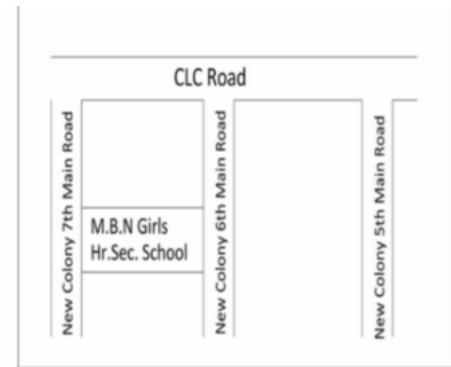 CLC Road
New Colony 7th Main Road
M.B.N Girls
Hr.Sec. School
New Colony 6th Main Road
New Colony 5th Main Road